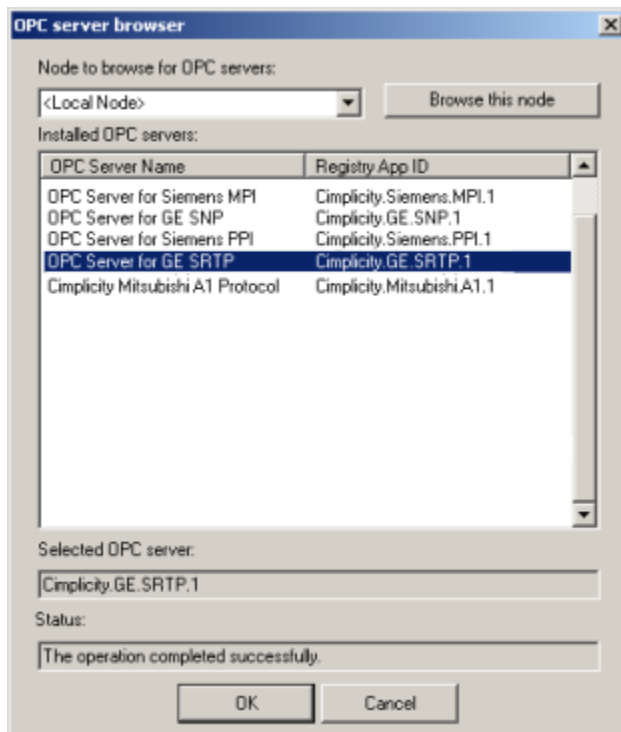 OPC server browser
Node to browse for OPC servers:
<Local Node>
Browse this node
Installed OPC servers:
OPC Server Name Registry App ID
OPC Server for Siemens MPI Cimplicity.Siemens.MPI.1
OPC Server for GE SNP Cimplicity.GE.SNP.1
OPC Server for Siemens PPI Cimplicity.Siemens.PPI.1
OPC Server for GE SRTP Cimplicity.GE.SRTP.1
Cimplicity Mitsubishi A1 Protocol Cimplicity.Mitsubishi.A1.1
Selected OPC server:
Cimplicity.GE.SRTP.1
Status:
The operation completed successfully.
OK Cancel